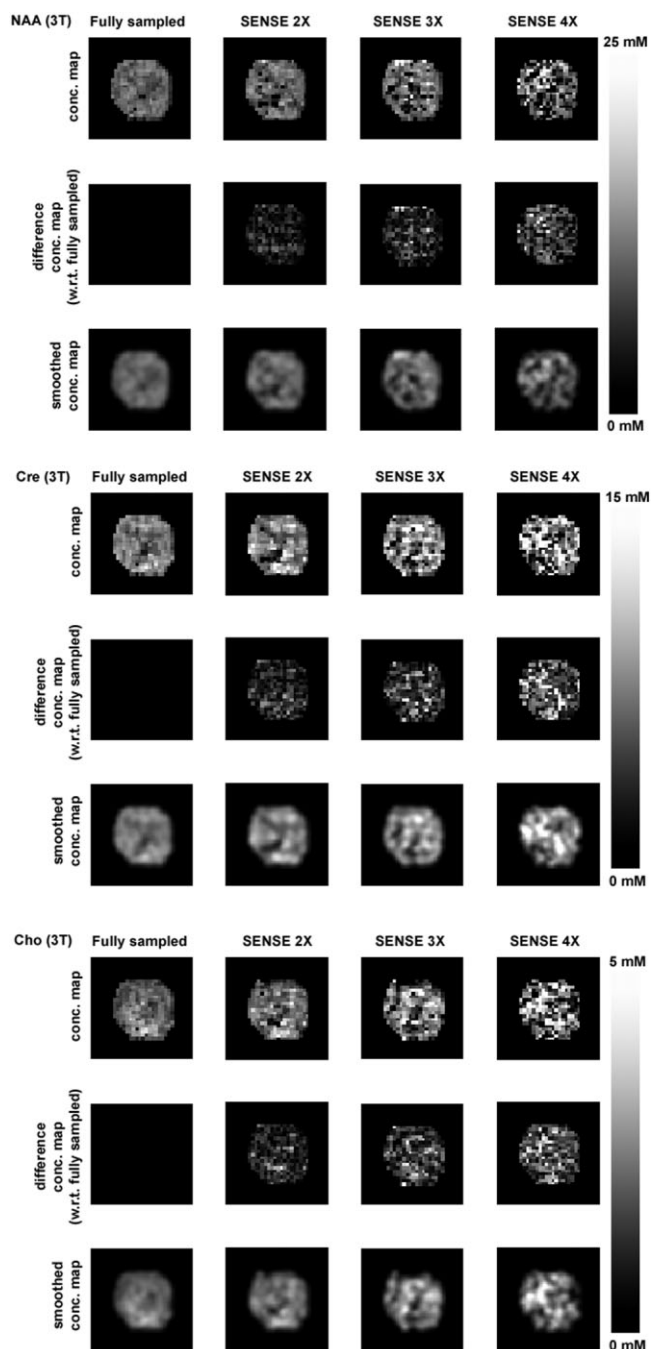 NAA (3T) Fully sampled SENSE 2X SENSE 3X SENSE 4X
25 mM
conc. map
difference
conc. map
(w.r.t. fully sampled)
smoothed
conc. map
0 mM
Cre (3T) Fully sampled SENSE 2X SENSE 3X SENSE 4X
15 mM
conc. map
difference
conc. map
(w.r.t. fully sampled)
smoothed
conc. map
0 mM
Cho (3T) Fully sampled SENSE 2X SENSE 3X SENSE 4X
5 mM
conc. map
difference
conc. map
(w.r.t. fully sampled)
smoothed
conc. map
0 mM